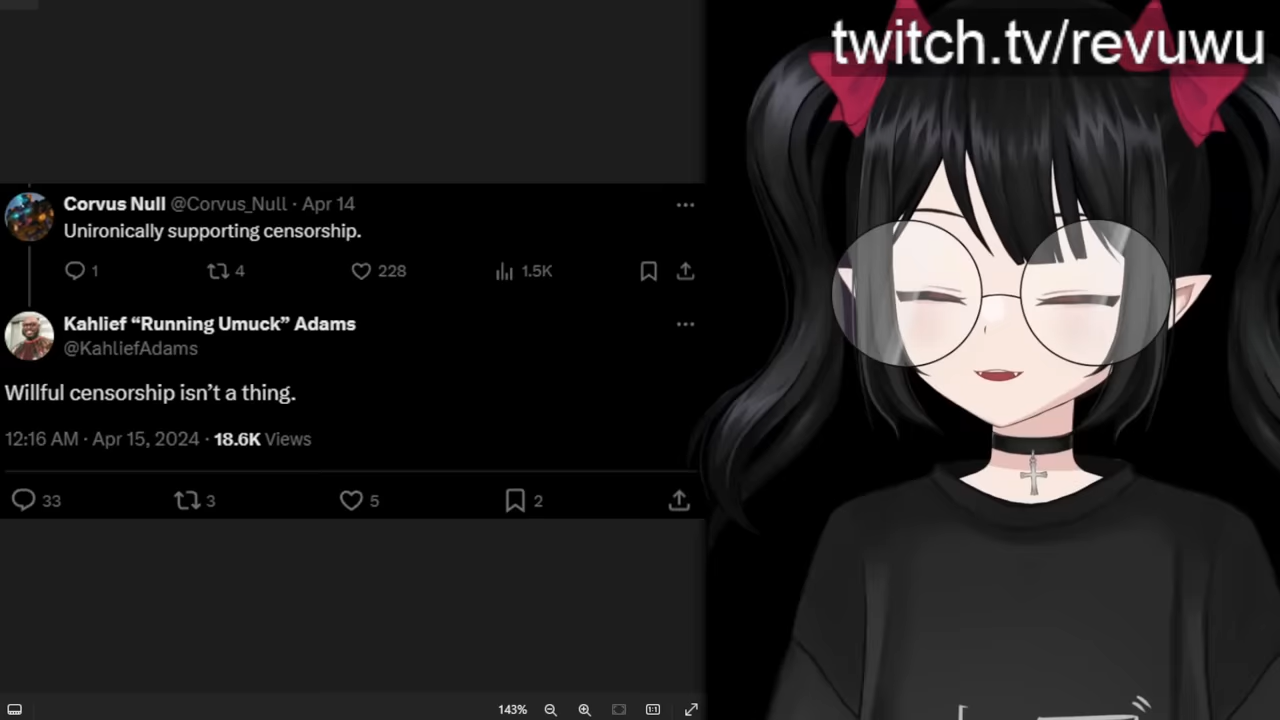 twitch.tv/revuwu
Corvus Null @Corvus_Null · Apr 14
Unironically supporting censorship.
1 4 228 1.5K
Kahlief “Running Umuck” Adams
@KahliefAdams
Willful censorship isn’t a thing.
12:16 AM · Apr 15, 2024 · 18.6K Views
33 3 5 2
143% 1:1